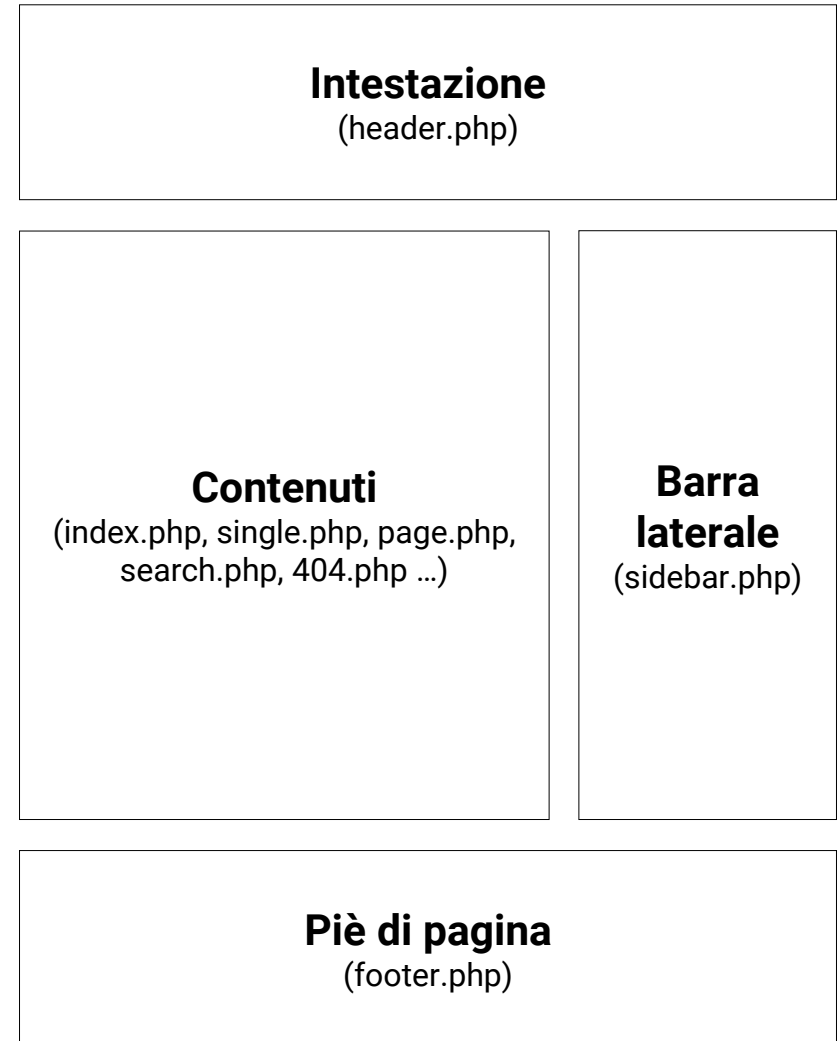 Intestazione
(header.php)
Contenuti
(index.php, single.php, page.php,
search.php, 404.php …)
Barra
laterale
(sidebar.php)
Piè di pagina
(footer.php)